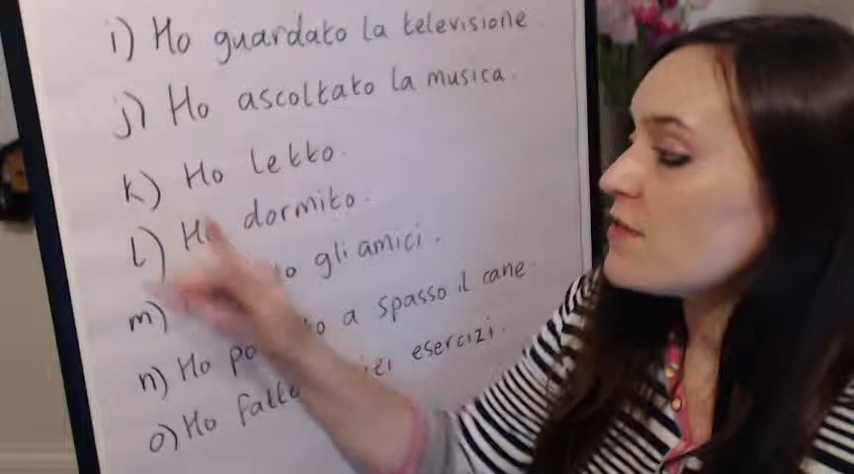 i) Ho guardato la televisione
j) Ho ascoltato la musica.
k) Ho letto.
l) Ho dormito.
m) gli amici.
n) Ho a spasso il cane
o) Ho esercizi.